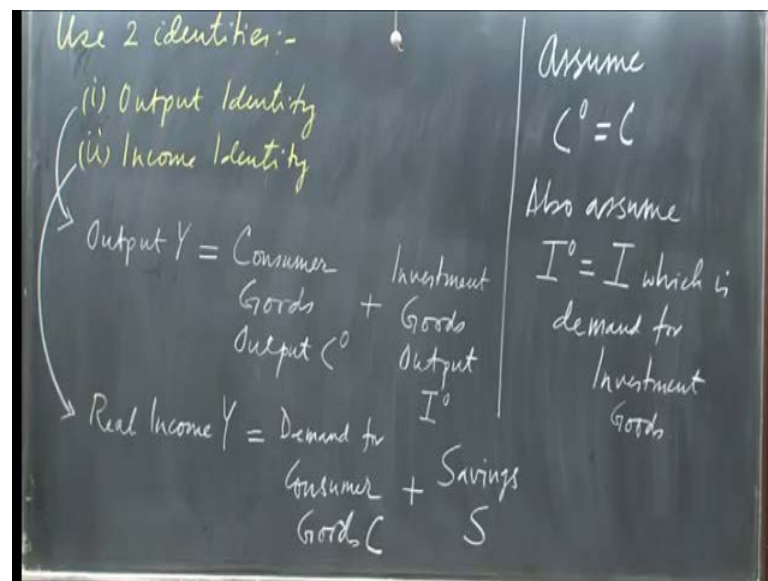 Use 2 identities:-
(i) Output Identity
(ii) Income Identity
Output Y = Consumer Goods Output C⁰ + Investment Goods Output I⁰
Real Income Y = Demand for Consumer Goods C + Savings S
Assume
C⁰ = C
Also assume
I⁰ = I which is
demand for
Investment
Goods